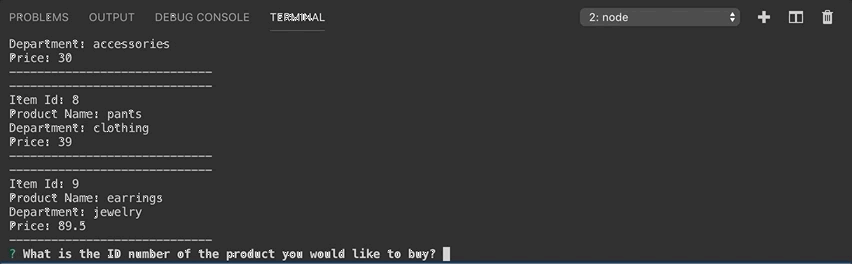 PROBLEMS OUTPUT DEBUG CONSOLE TERMINAL 2: node
Department: accessories
Price: 30
-----------------------------
-----------------------------
Item Id: 8
Product Name: pants
Department: clothing
Price: 39
-----------------------------
-----------------------------
Item Id: 9
Product Name: earrings
Department: jewelry
Price: 89.5
-----------------------------
? What is the ID number of the product you would like to buy?